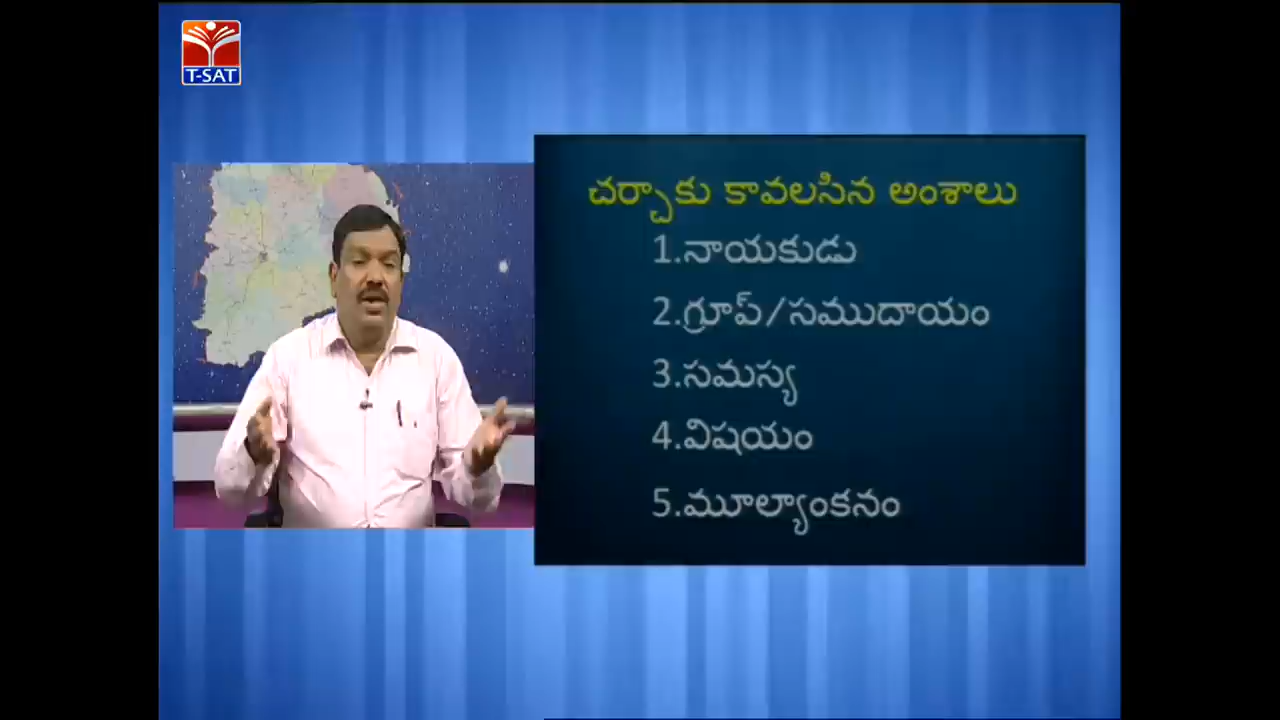 T-SAT
చర్చాకు కావలసిన అంశాలు
1.నాయకుడు
2.గ్రూప్/సముదాయం
3.సమస్య
4.విషయం
5.మూల్యాంకనం